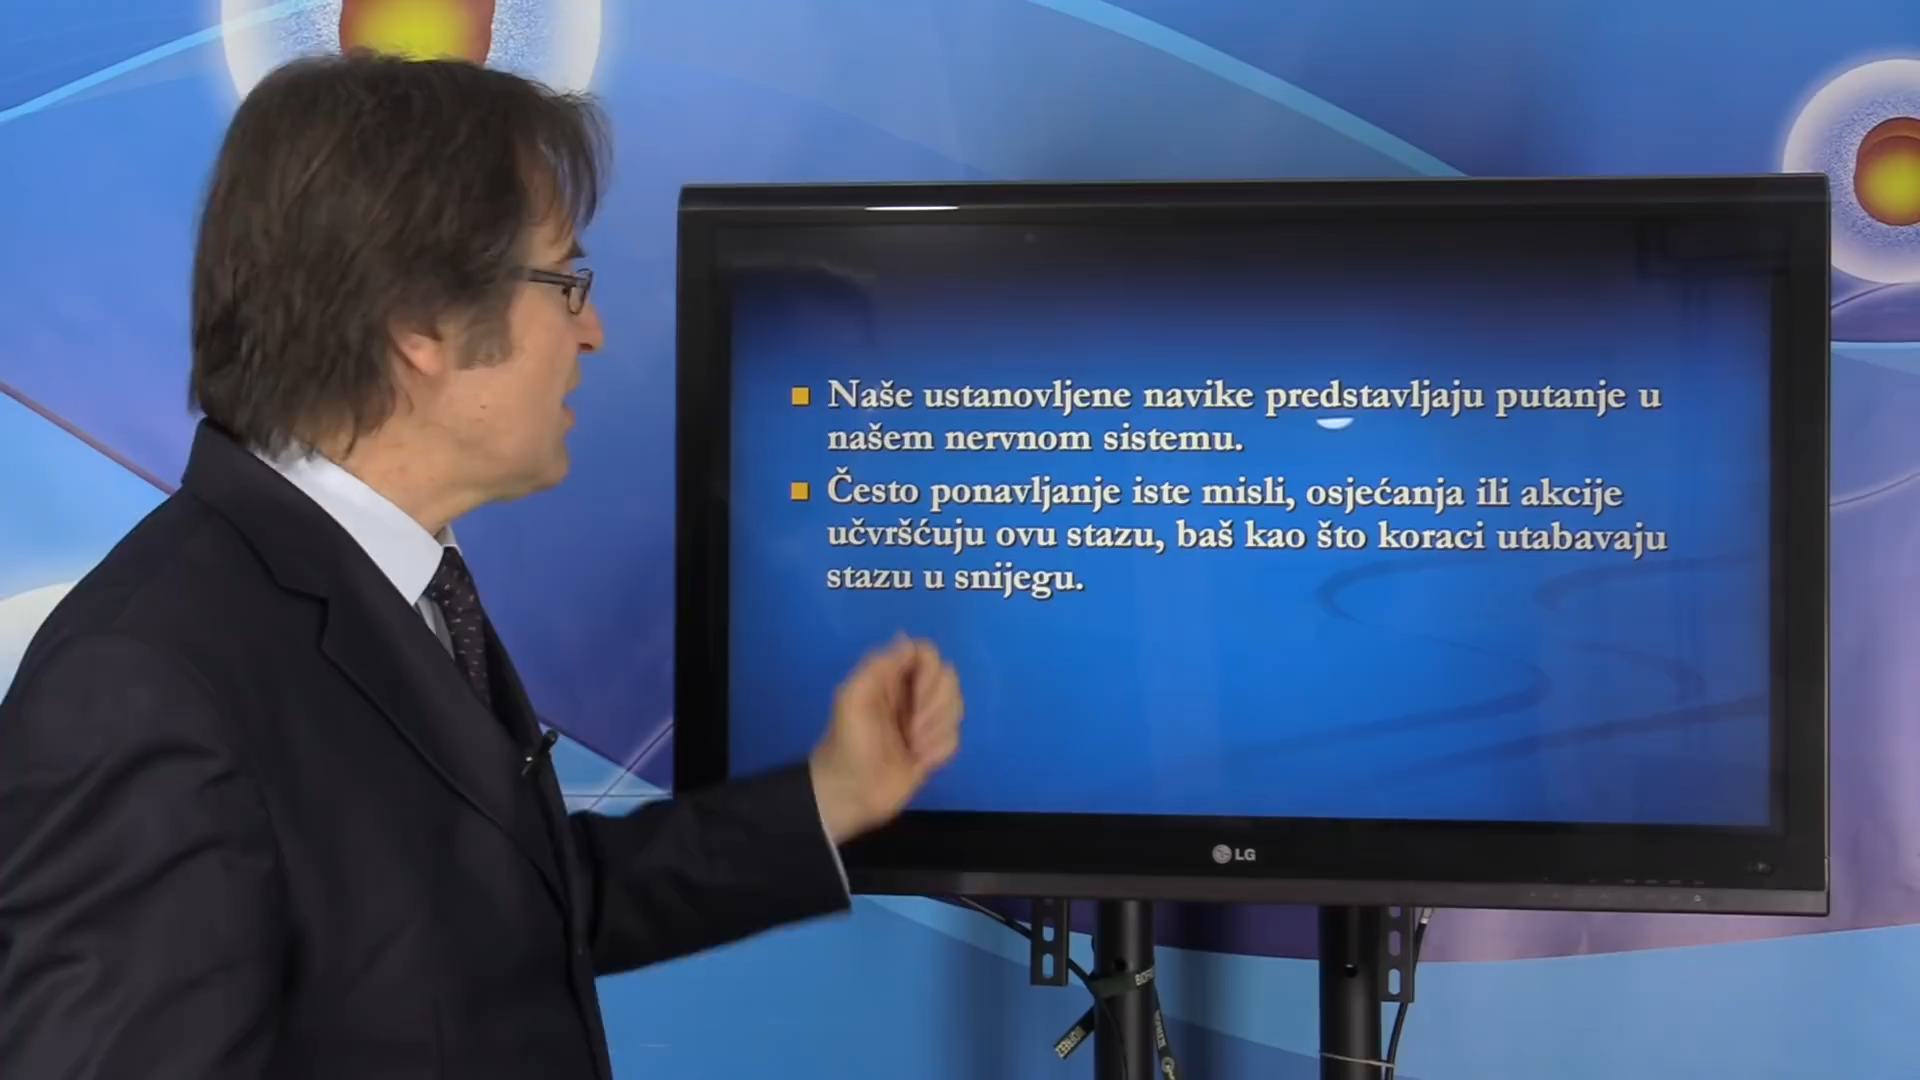 Naše ustanovljene navike predstavljaju putanje u
našem nervnom sistemu.
Često ponavljanje iste misli, osjećanja ili akcije
učvršćuju ovu stazu, baš kao što koraci utabavaju
stazu u snijegu.
LG